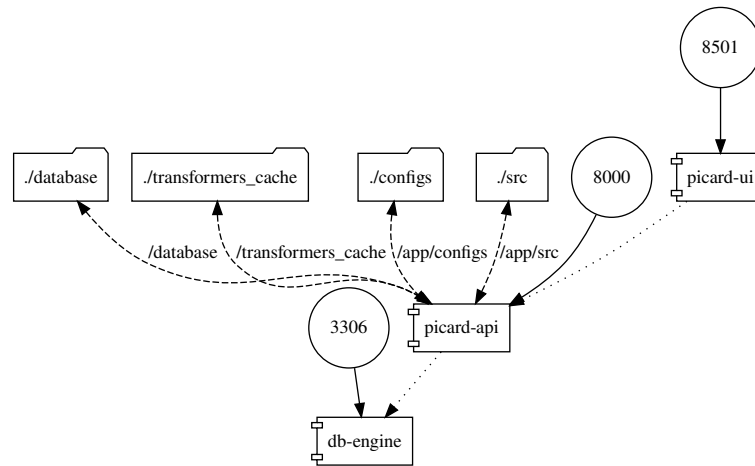 8501
./database
./transformers_cache
./configs
./src
8000
picard-ui
/database
/transformers_cache
/app/configs
/app/src
3306
picard-api
db-engine